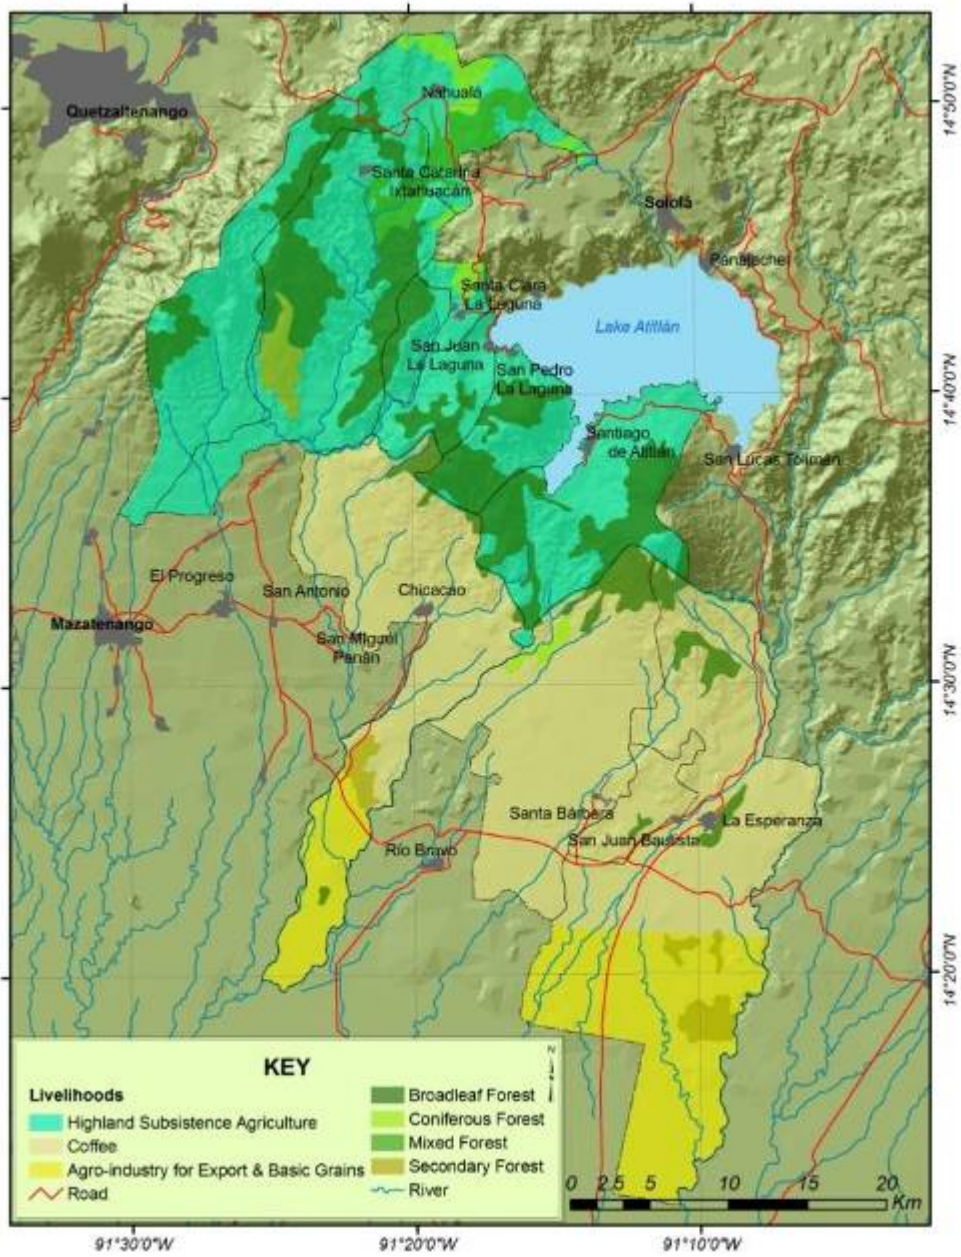 Quetzaltenango
Nahualá
Santa Catarina
Ixtahuacán
Sololá
Panajachel
Santa Clara
La Laguna
Lake Atitlán
San Juan
La Laguna
San Pedro
La Laguna
Santiago
de Atitlán
San Lucas Tolimán
El Progreso
San Antonio
Chicacao
Mazatenango
San Miguel
Panán
Santa Bárbara
La Esperanza
San Juan Bautista
Río Bravo
14°50'0"N
14°40'0"N
14°30'0"N
14°20'0"N
KEY
N
Livelihoods
Highland Subsistence Agriculture
Coffee
Agro-industry for Export & Basic Grains
Road
Broadleaf Forest
Coniferous Forest
Mixed Forest
Secondary Forest
River
0 2.5 5 10 15 20
Km
91°30'0"W
91°20'0"W
91°10'0"W